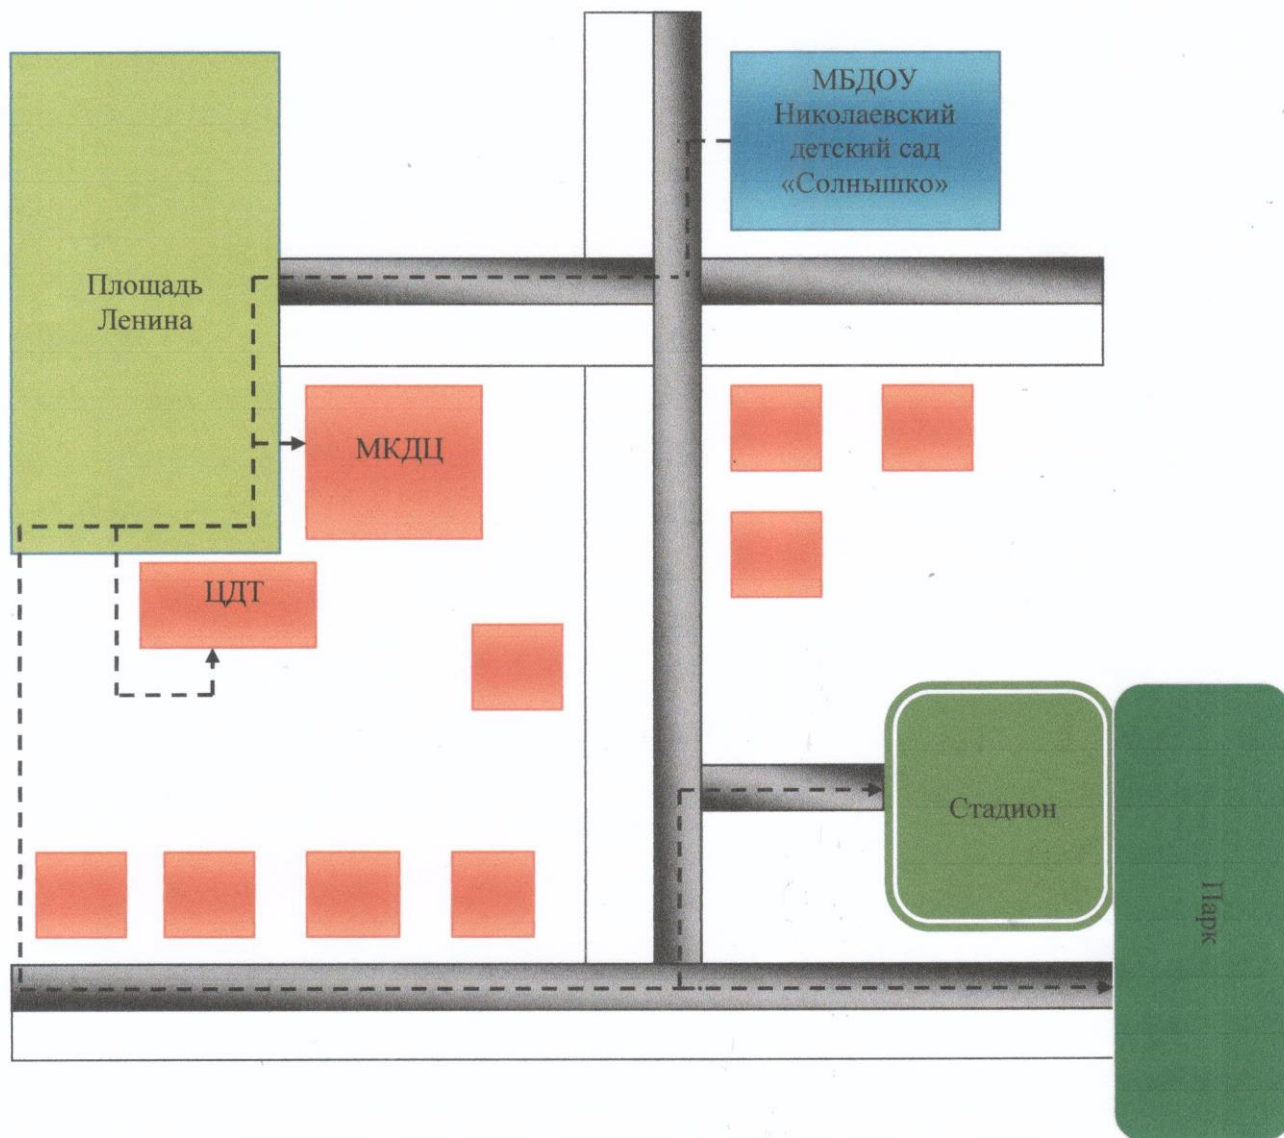 МБДОУ
Николаевский
детский сад
«Солнышко»
Площадь
Ленина
МКДЦ
ЦДТ
Стадион
Парк